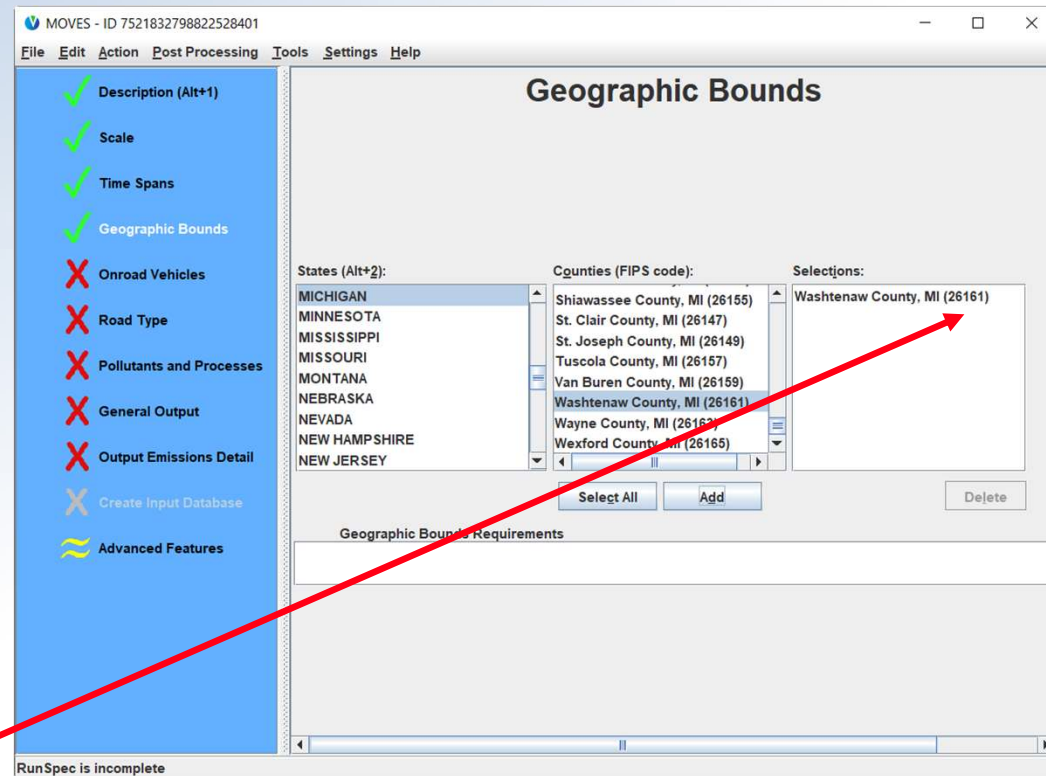 MOVES - ID 7521832798822528401
File Edit Action Post Processing Tools Settings Help
Description (Alt+1)
Scale
Time Spans
Geographic Bounds
Onroad Vehicles
Road Type
Pollutants and Processes
General Output
Output Emissions Detail
Create Input Database
Advanced Features
Geographic Bounds
States (Alt+2):
MICHIGAN
MINNESOTA
MISSISSIPPI
MISSOURI
MONTANA
NEBRASKA
NEVADA
NEW HAMPSHIRE
NEW JERSEY
Counties (FIPS code):
Shiawassee County, MI (26155)
St. Clair County, MI (26147)
St. Joseph County, MI (26149)
Tuscola County, MI (26157)
Van Buren County, MI (26159)
Washtenaw County, MI (26161)
Wayne County, MI (26163)
Wexford County, MI (26165)
Selections:
Washtenaw County, MI (26161)
Select All Add Delete
Geographic Bounds Requirements
RunSpec is incomplete